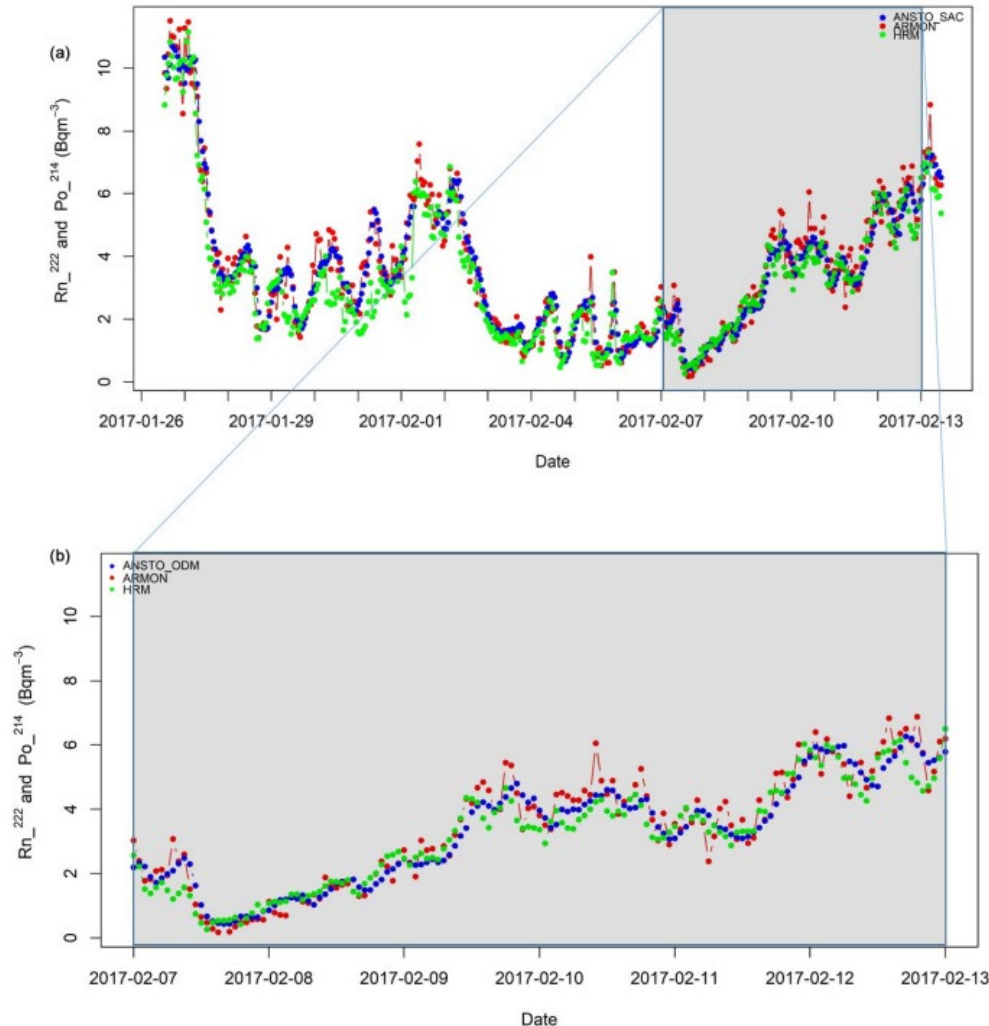 (a)
ANSTO_SAC
ARMON
HRM
Rn_²²² and Po_²¹⁴ (Bqm⁻³)
10
8
6
4
2
0
2017-01-26 2017-01-29 2017-02-01 2017-02-04 2017-02-07 2017-02-10 2017-02-13
Date
(b)
ANSTO_ODM
ARMON
HRM
Rn_²²² and Po_²¹⁴ (Bqm⁻³)
10
8
6
4
2
0
2017-02-07 2017-02-08 2017-02-09 2017-02-10 2017-02-11 2017-02-12 2017-02-13
Date